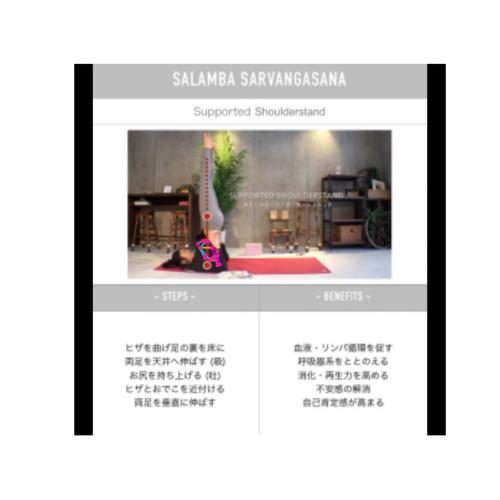 SALAMBA SARVANGASANA
Supported Shoulderstand
SUPPORTED SHOULDERSTAND
- STEPS -
ヒザを曲げ足の裏を床に
両足を天井へ伸ばす (吸)
お尻を持ち上げる (吐)
ヒザとおでこを近付ける
両足を垂直に伸ばす
- BENEFITS -
血液・リンパ循環を促す
呼吸器系をととのえる
消化・再生力を高める
不安感の解消
自己肯定感が高まる